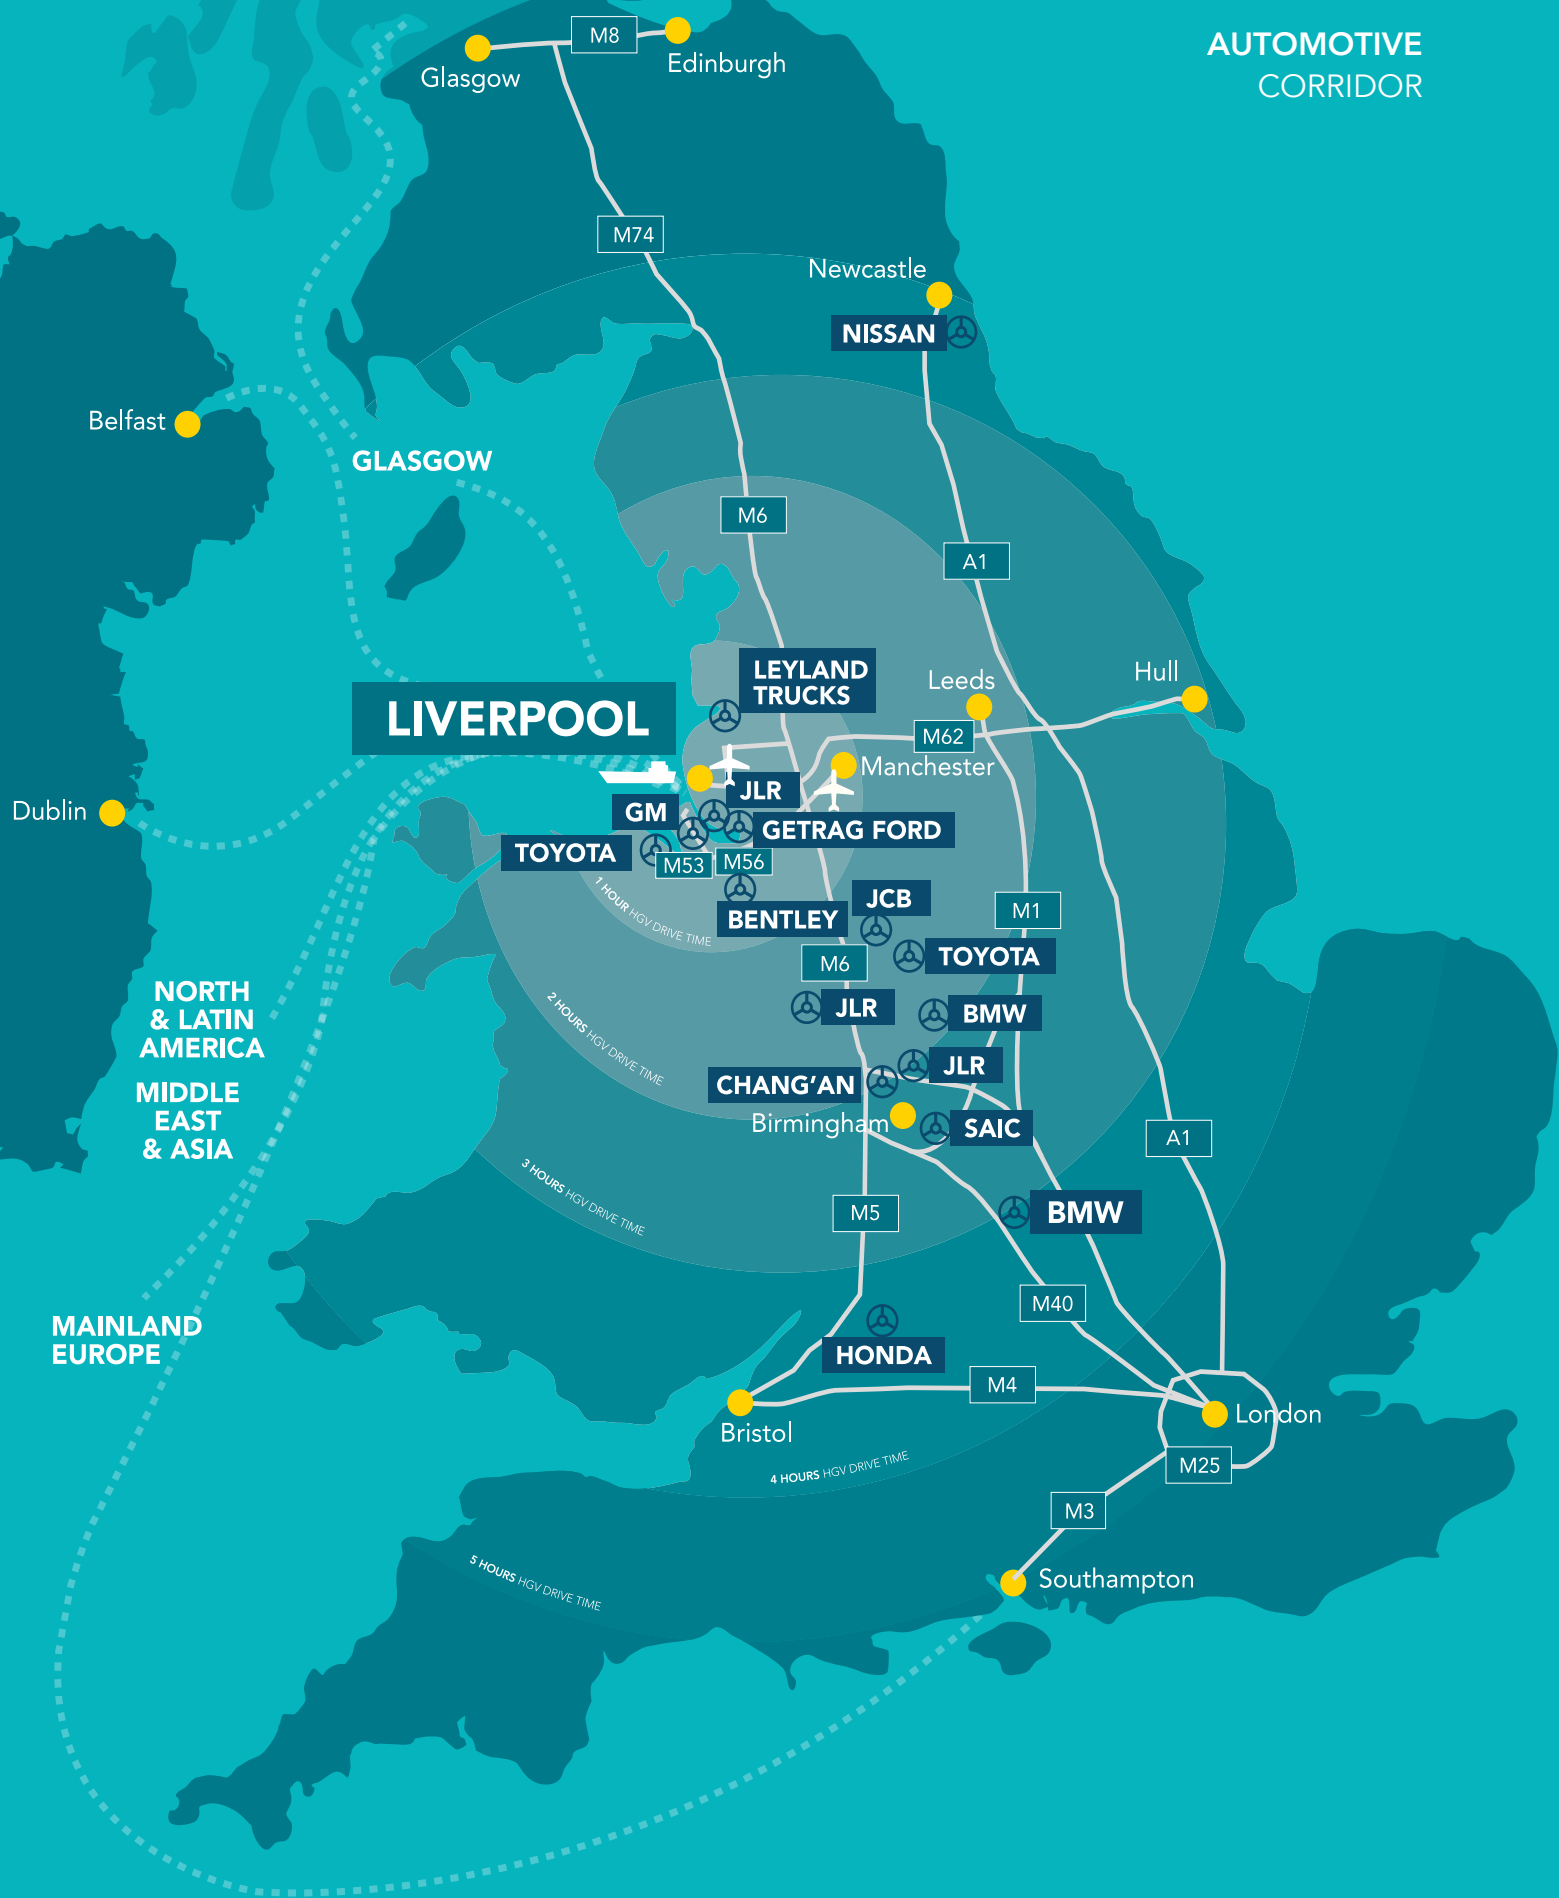 AUTOMOTIVE
CORRIDOR
M8
Glasgow
Edinburgh
M74
Newcastle
NISSAN
Belfast
GLASGOW
M6
A1
LEYLAND
TRUCKS
Leeds
Hull
LIVERPOOL
M62
Manchester
JLR
GM
Dublin
GETRAG FORD
TOYOTA
M53
M56
1 HOUR HGV DRIVE TIME
JCB
BENTLEY
M1
TOYOTA
M6
NORTH
& LATIN
AMERICA
JLR
BMW
2 HOURS HGV DRIVE TIME
JLR
CHANG'AN
MIDDLE
EAST
& ASIA
Birmingham
SAIC
A1
3 HOURS HGV DRIVE TIME
M5
BMW
M40
MAINLAND
EUROPE
HONDA
M4
London
Bristol
4 HOURS HGV DRIVE TIME
M25
M3
5 HOURS HGV DRIVE TIME
Southampton